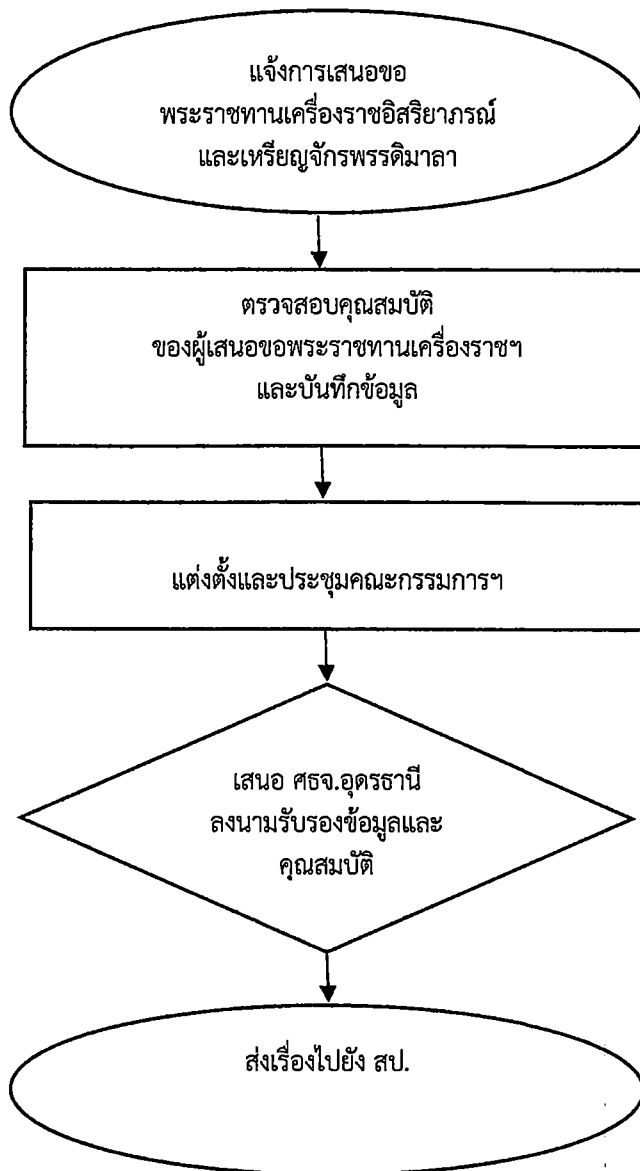 แจ้งการเสนอขอ
พระราชทานเครื่องราชอิสริยาภรณ์
และเหรียญจักรพรรดิมาลา
ตรวจสอบคุณสมบัติ
ของผู้เสนอขอพระราชทานเครื่องราชฯ
และบันทึกข้อมูล
แต่งตั้งและประชุมคณะกรรมการฯ
เสนอ ศธจ.อุดรธานี
ลงนามรับรองข้อมูลและ
คุณสมบัติ
ส่งเรื่องไปยัง สป.